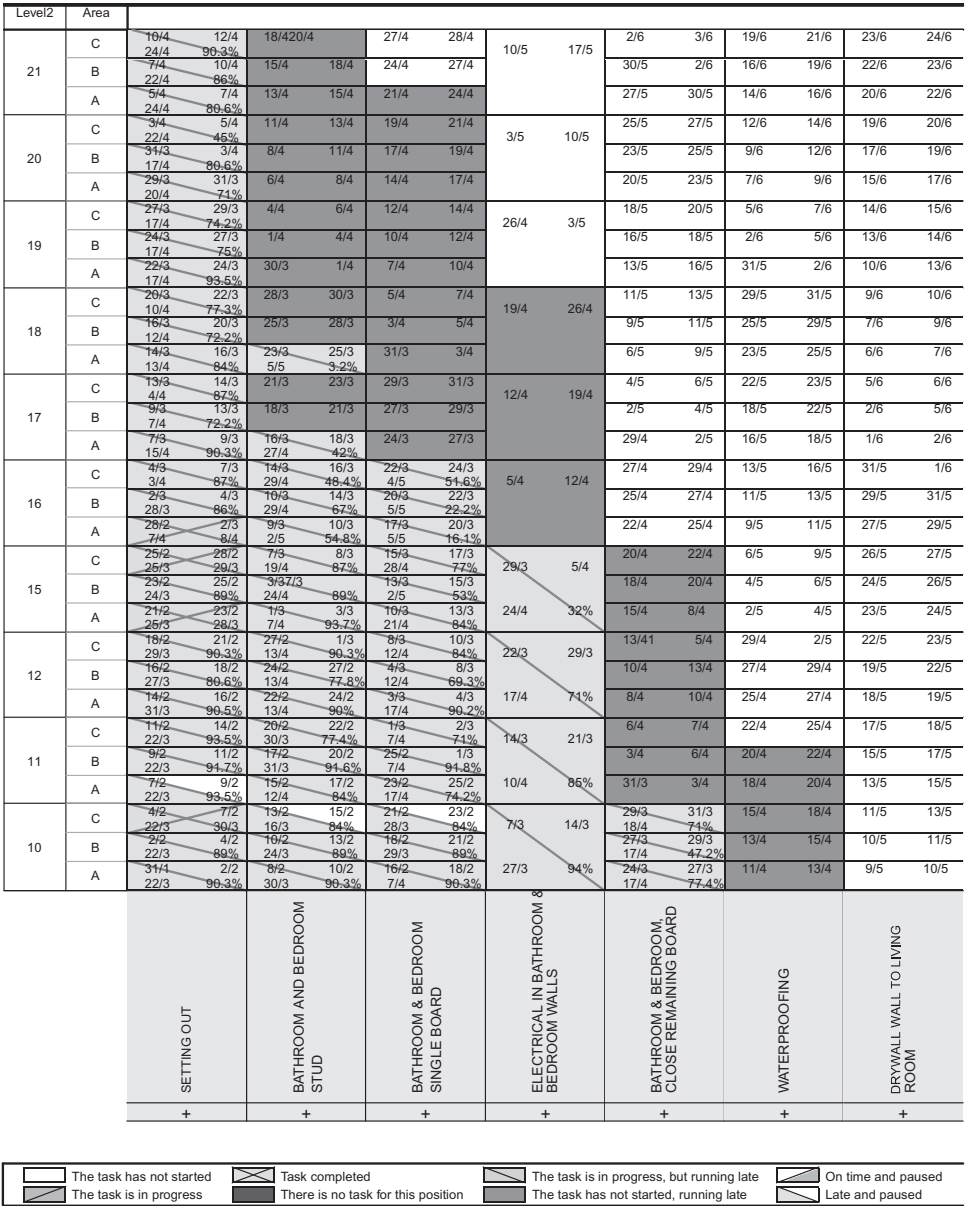 Level2 Area
21
C 10/4 12/4 18/420/4 27/4 28/4 10/5 17/5 2/6 3/6 19/6 21/6 23/6 24/6
24/4 90.3%
B 7/4 10/4 15/4 18/4 24/4 27/4 30/5 2/6 16/6 19/6 22/6 23/6
22/4 86%
A 5/4 7/4 13/4 15/4 21/4 24/4 27/5 30/5 14/6 16/6 20/6 22/6
24/4 80.6%
20
C 3/4 5/4 11/4 13/4 19/4 21/4 3/5 10/5 25/5 27/5 12/6 14/6 19/6 20/6
22/4 45%
B 31/3 3/4 8/4 11/4 17/4 19/4 23/5 25/5 9/6 12/6 17/6 19/6
17/4 80.6%
A 29/3 31/3 6/4 8/4 14/4 17/4 20/5 23/5 7/6 9/6 15/6 17/6
20/4 71%
19
C 27/3 29/3 4/4 6/4 12/4 14/4 26/4 3/5 18/5 20/5 5/6 7/6 14/6 15/6
17/4 74.2%
B 24/3 27/3 1/4 4/4 10/4 12/4 16/5 18/5 2/6 5/6 13/6 14/6
17/4 75%
A 22/3 24/3 30/3 1/4 7/4 10/4 13/5 16/5 31/5 2/6 10/6 13/6
17/4 93.5%
18
C 20/3 22/3 28/3 30/3 5/4 7/4 19/4 26/4 11/5 13/5 29/5 31/5 9/6 10/6
10/4 77.3%
B 16/3 20/3 25/3 28/3 3/4 5/4 9/5 11/5 25/5 29/5 7/6 9/6
12/4 72.2%
A 14/3 16/3 23/3 25/3 31/3 3/4 6/5 9/5 23/5 25/5 6/6 7/6
13/4 84% 5/5 3.2%
17
C 13/3 14/3 21/3 23/3 29/3 31/3 12/4 19/4 4/5 6/5 22/5 23/5 5/6 6/6
4/4 87%
B 9/3 13/3 18/3 21/3 27/3 29/3 2/5 4/5 18/5 22/5 2/6 5/6
7/4 72.2%
A 7/3 9/3 16/3 18/3 24/3 27/3 29/4 2/5 16/5 18/5 1/6 2/6
15/4 90.3% 27/4 42%
16
C 4/3 7/3 14/3 16/3 22/3 24/3 5/4 12/4 27/4 29/4 13/5 16/5 31/5 1/6
3/4 87% 29/4 48.4% 4/5 51.6%
B 2/3 4/3 10/3 14/3 20/3 22/3 25/4 27/4 11/5 13/5 29/5 31/5
28/3 86% 29/4 67% 5/5 22.2%
A 28/2 2/3 9/3 10/3 17/3 20/3 22/4 25/4 9/5 11/5 27/5 29/5
7/4 8/4 2/5 54.8% 5/5 16.1%
15
C 25/2 28/2 7/3 8/3 15/3 17/3 29/3 5/4 20/4 22/4 6/5 9/5 26/5 27/5
25/3 29/3 19/4 87% 28/4 77%
B 23/2 25/2 3/37/3 13/3 15/3 18/4 20/4 4/5 6/5 24/5 26/5
24/3 89% 24/4 89% 2/5 53%
A 21/2 23/2 1/3 3/3 10/3 13/3 24/4 32% 15/4 8/4 2/5 4/5 23/5 24/5
25/3 28/3 7/4 93.7% 21/4 84%
12
C 18/2 21/2 27/2 1/3 8/3 10/3 22/3 29/3 13/41 5/4 29/4 2/5 22/5 23/5
29/3 90.3% 13/4 90.3% 12/4 84%
B 16/2 18/2 24/2 27/2 4/3 8/3 10/4 13/4 27/4 29/4 19/5 22/5
27/3 80.6% 13/4 77.8% 12/4 69.3%
A 14/2 16/2 22/2 24/2 3/3 4/3 17/4 71% 8/4 10/4 25/4 27/4 18/5 19/5
31/3 90.5% 13/4 90% 17/4 90.2%
11
C 11/2 14/2 20/2 22/2 1/3 2/3 14/3 21/3 6/4 7/4 22/4 25/4 17/5 18/5
22/3 93.5% 30/3 77.4% 7/4 71%
B 9/2 11/2 17/2 20/2 25/2 1/3 3/4 6/4 20/4 22/4 15/5 17/5
22/3 91.7% 31/3 91.6% 7/4 91.8%
A 7/2 9/2 15/2 17/2 23/2 25/2 10/4 85% 31/3 3/4 18/4 20/4 13/5 15/5
22/3 93.5% 12/4 84% 17/4 74.2%
10
C 4/2 7/2 13/2 15/2 21/2 23/2 7/3 14/3 29/3 31/3 15/4 18/4 11/5 13/5
22/3 30/3 16/3 84% 28/3 84% 18/4 71%
B 2/2 4/2 10/2 13/2 18/2 21/2 27/3 29/3 13/4 15/4 10/5 11/5
22/3 89% 24/3 89% 29/3 89% 17/4 47.2%
A 31/1 2/2 8/2 10/2 16/2 18/2 27/3 94% 24/3 27/3 11/4 13/4 9/5 10/5
22/3 90.3% 30/3 90.3% 7/4 90.3% 17/4 77.4%
SETTING OUT
BATHROOM AND BEDROOM
STUD
BATHROOM & BEDROOM
SINGLE BOARD
ELECTRICAL IN BATHROOM &
BEDROOM WALLS
BATHROOM & BEDROOM,
CLOSE REMAINING BOARD
WATERPROOFING
DRYWALL WALL TO LIVING
ROOM
+ + + + + + +
The task has not started Task completed The task is in progress, but running late On time and paused
The task is in progress There is no task for this position The task has not started, running late Late and paused